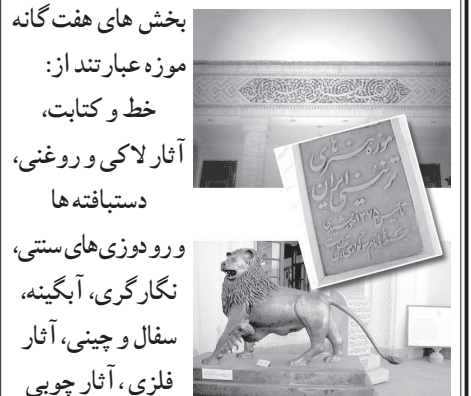 بخش های هفت گانه
موزه عبارتند از:
خط و کتابت،
آثار لاکی و روغنی،
دستبافته ها
و رودوزی‌های سنتی،
نگارگری، آبگینه،
سفال و چینی، آثار
فلزی، آثار چوبی
موزه هنرهای
تزئینی ایران